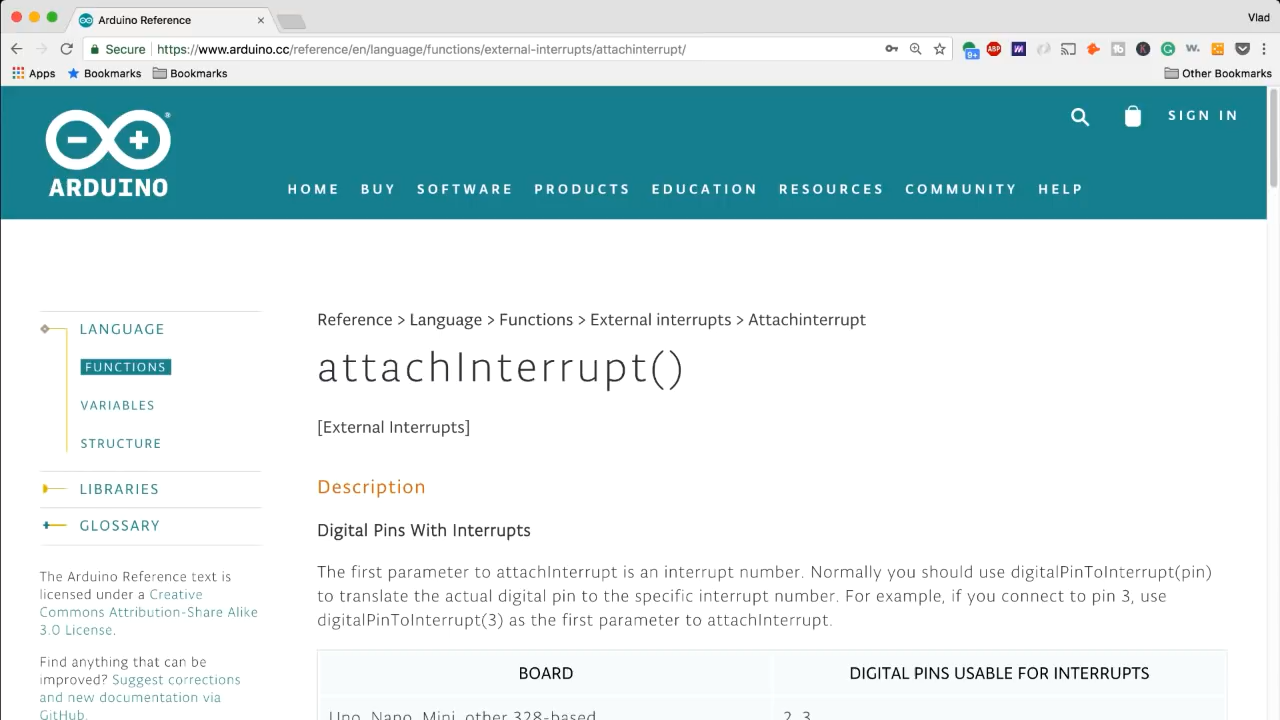 Arduino Reference
Vlad
Secure
https://www.arduino.cc/reference/en/language/functions/external-interrupts/attachinterrupt/
ABP
9+
Apps
Bookmarks
Bookmarks
Other Bookmarks
ARDUINO
SIGN IN
HOME BUY SOFTWARE PRODUCTS EDUCATION RESOURCES COMMUNITY HELP
LANGUAGE
FUNCTIONS
VARIABLES
STRUCTURE
LIBRARIES
GLOSSARY
The Arduino Reference text is
licensed under a Creative
Commons Attribution-Share Alike
3.0 License.
Find anything that can be
improved? Suggest corrections
and new documentation via
GitHub.
Reference > Language > Functions > External interrupts > Attachinterrupt
attachInterrupt()
[External Interrupts]
Description
Digital Pins With Interrupts
The first parameter to attachInterrupt is an interrupt number. Normally you should use digitalPinToInterrupt(pin)
to translate the actual digital pin to the specific interrupt number. For example, if you connect to pin 3, use
digitalPinToInterrupt(3) as the first parameter to attachInterrupt.
BOARD DIGITAL PINS USABLE FOR INTERRUPTS
Uno, Nano, Mini, other 328-based 2, 3